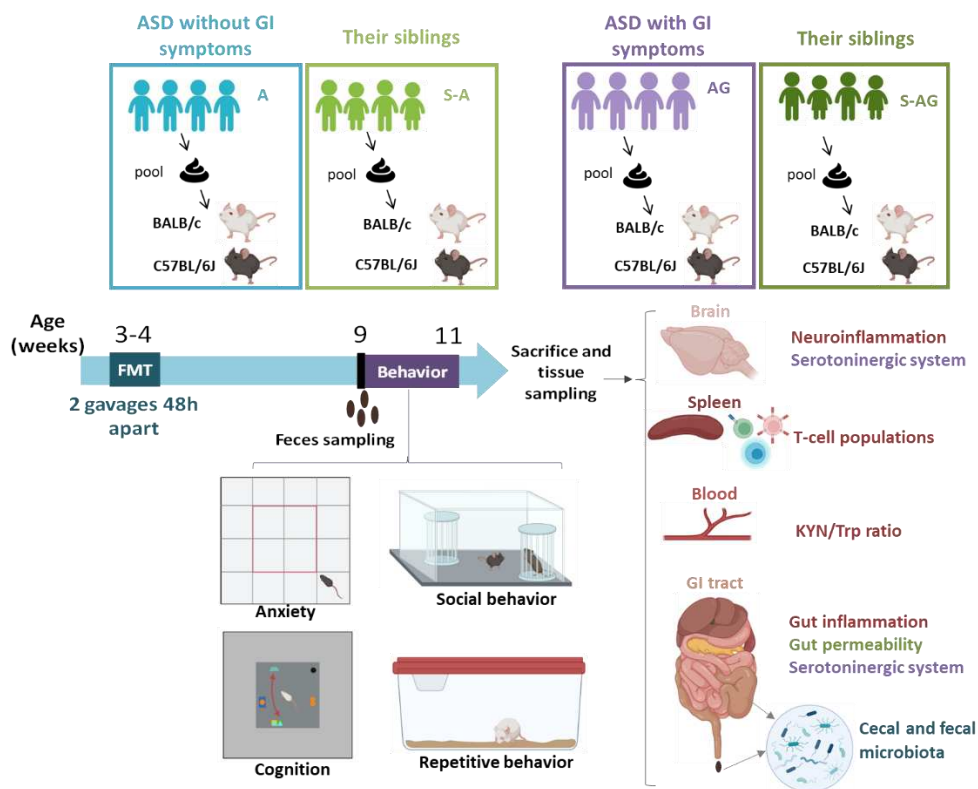 ASD without GI
symptoms
Their siblings
ASD with GI
symptoms
Their siblings
A
S-A
AG
S-AG
pool
pool
pool
pool
BALB/c
BALB/c
BALB/c
BALB/c
C57BL/6J
C57BL/6J
C57BL/6J
C57BL/6J
Age
(weeks)
3-4
9
11
FMT
Behavior
2 gavages 48h
apart
Feces sampling
Sacrifice and
tissue
sampling
Brain
Neuroinflammation
Serotoninergic system
Spleen
T-cell populations
Blood
KYN/Trp ratio
GI tract
Gut inflammation
Gut permeability
Serotoninergic system
Cecal and fecal
microbiota
Anxiety
Social behavior
Cognition
Repetitive behavior